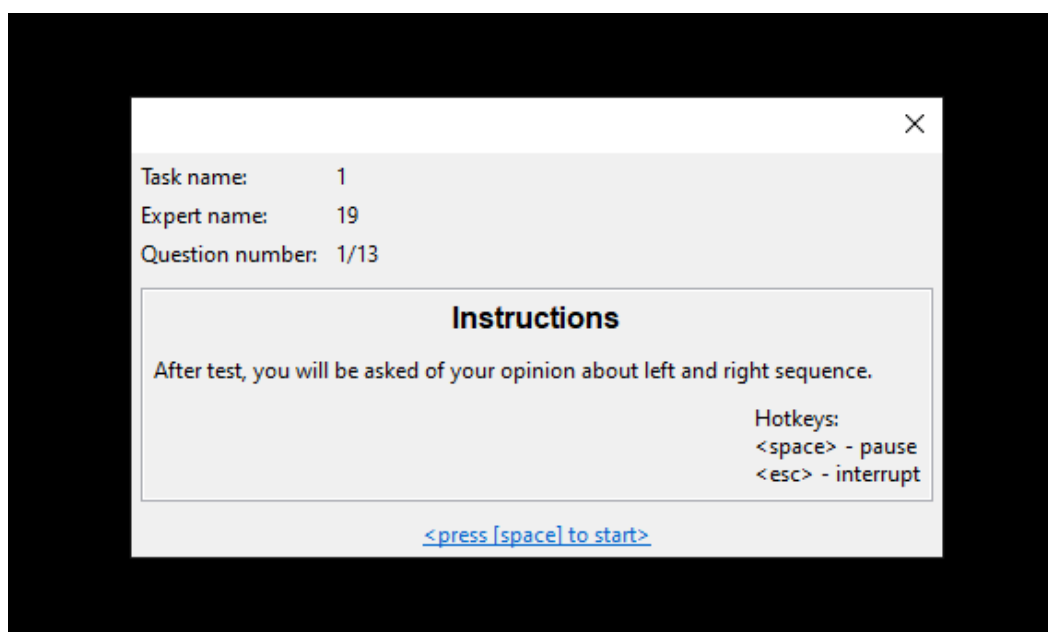 Task name: 1
Expert name: 19
Question number: 1/13
Instructions
After test, you will be asked of your opinion about left and right sequence.
Hotkeys:
<space> - pause
<esc> - interrupt
<press [space] to start>